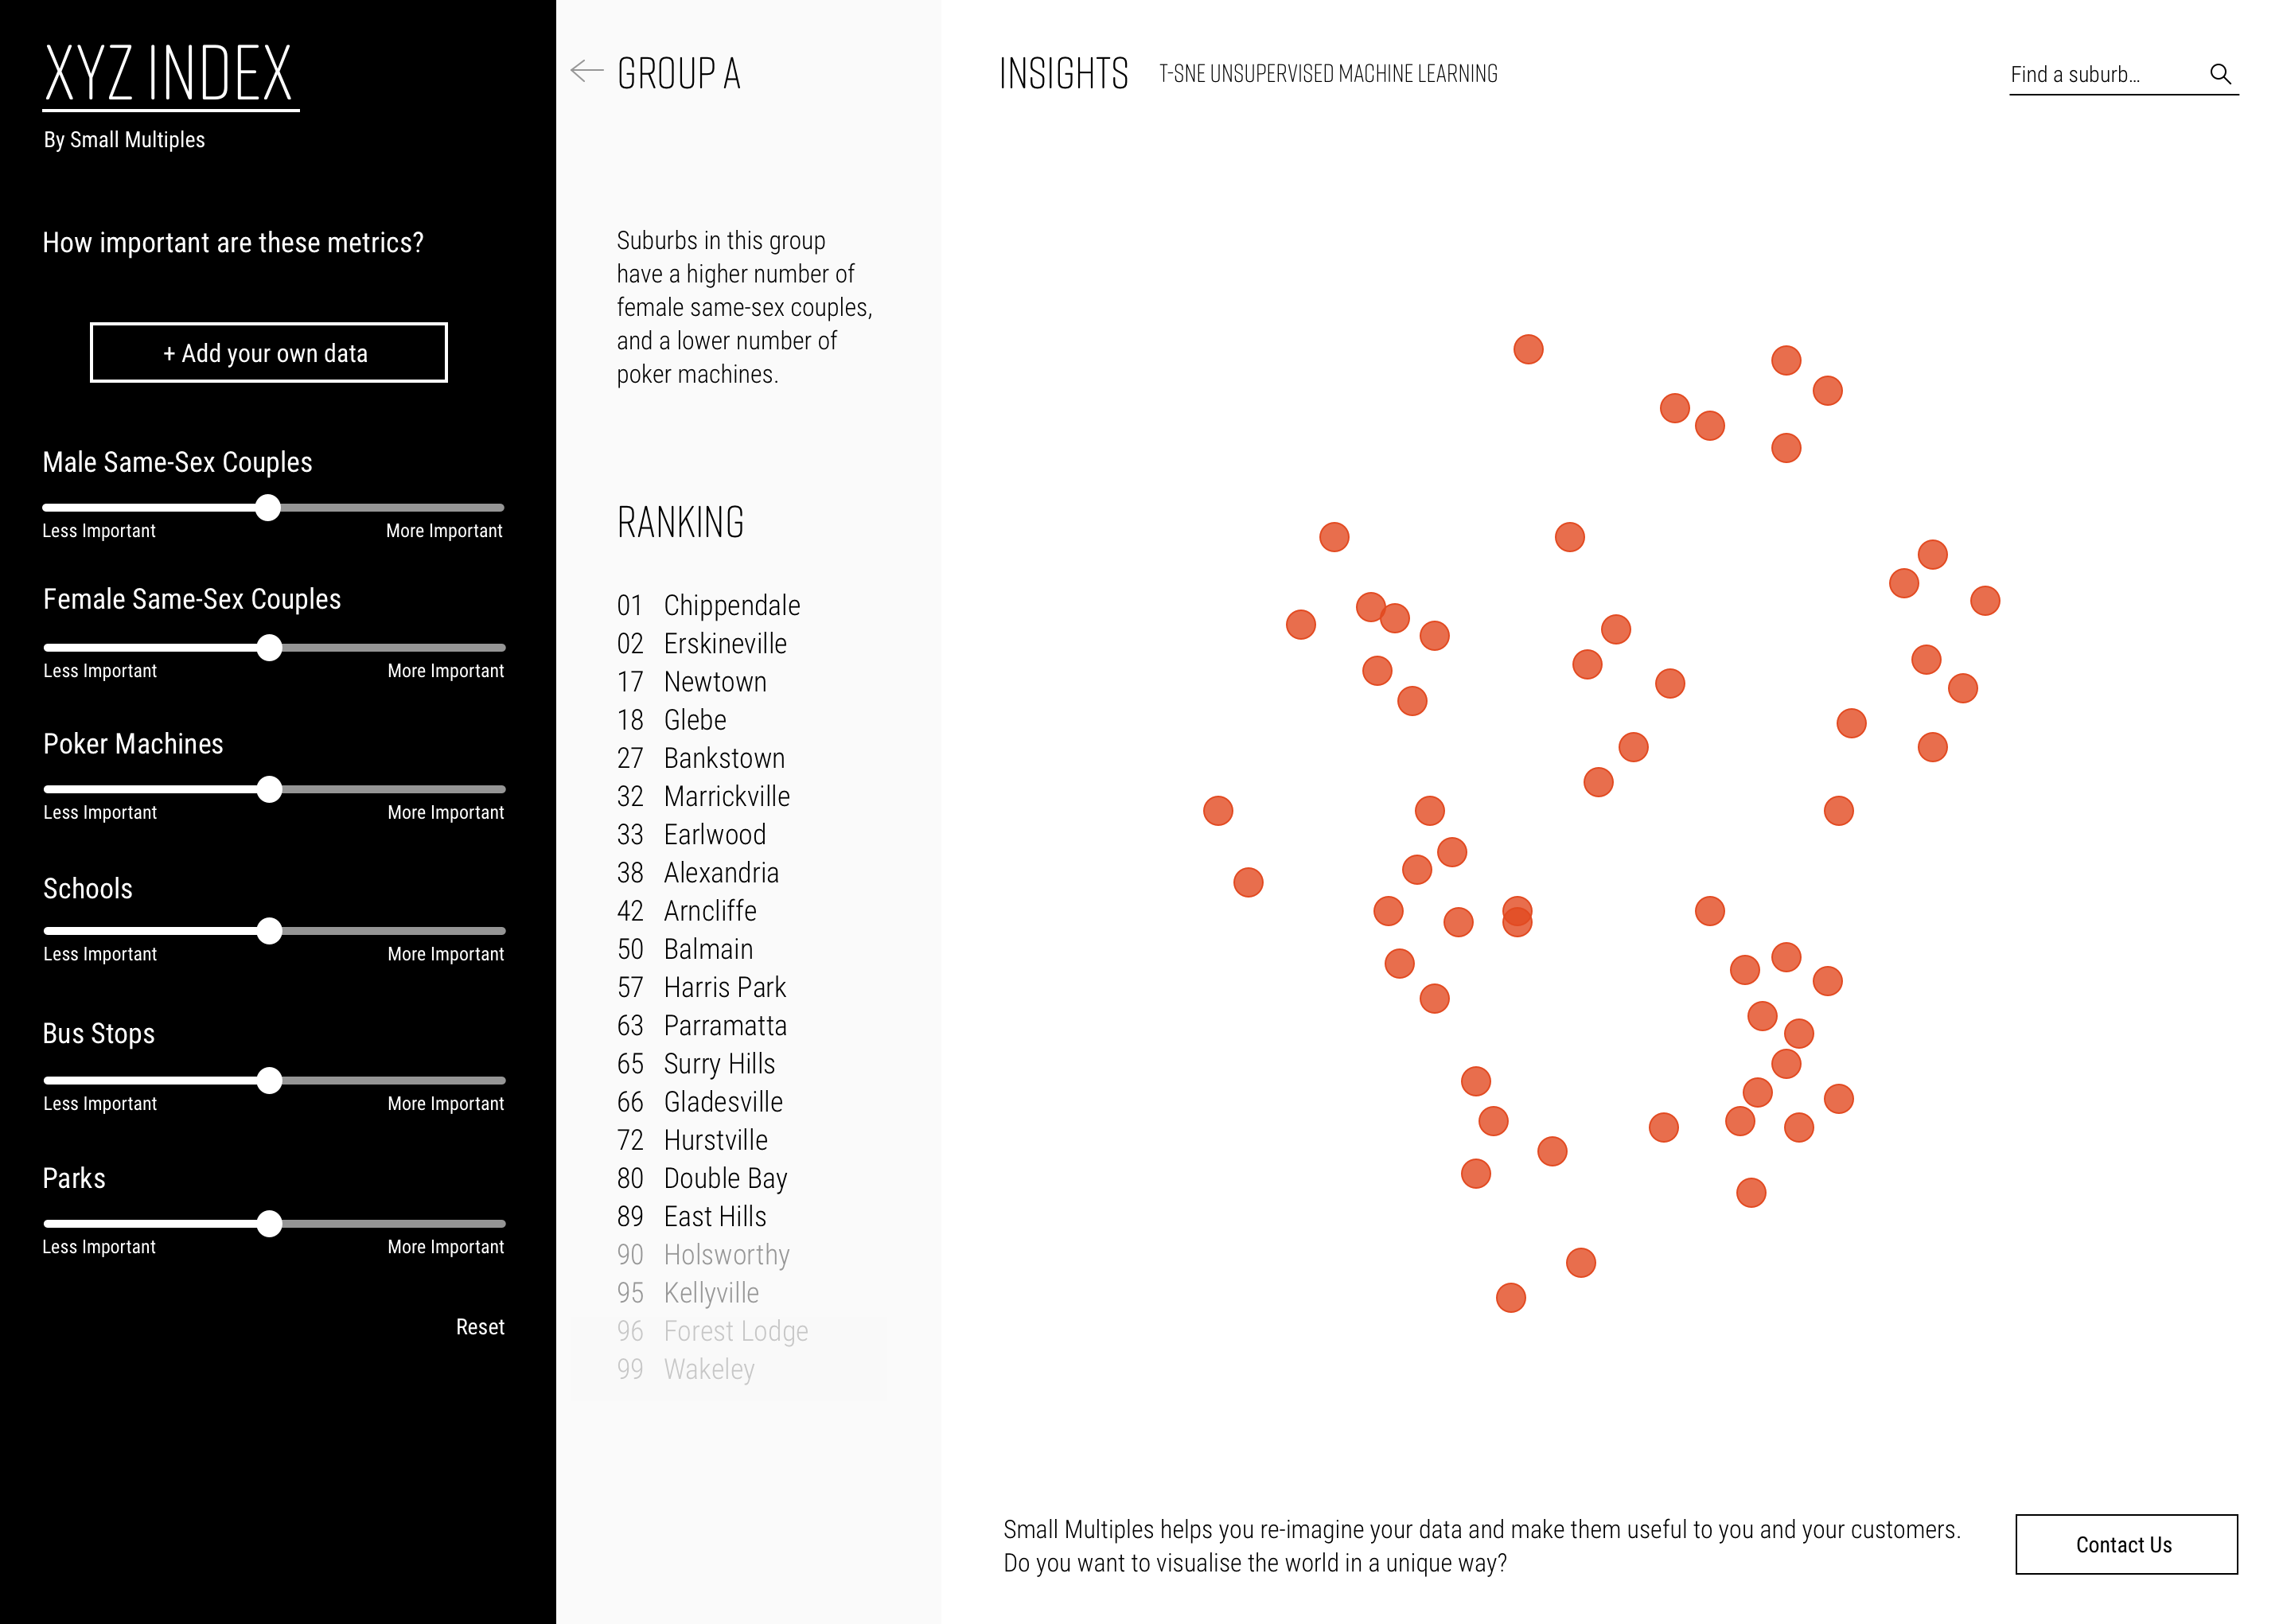 XYZ INDEX
By Small Multiples
How important are these metrics?
+ Add your own data
Male Same-Sex Couples
Less Important More Important
Female Same-Sex Couples
Less Important More Important
Poker Machines
Less Important More Important
Schools
Less Important More Important
Bus Stops
Less Important More Important
Parks
Less Important More Important
Reset
GROUP A
Suburbs in this group
have a higher number of
female same-sex couples,
and a lower number of
poker machines.
RANKING
01 Chippendale
02 Erskineville
17 Newtown
18 Glebe
27 Bankstown
32 Marrickville
33 Earlwood
38 Alexandria
42 Arncliffe
50 Balmain
57 Harris Park
63 Parramatta
65 Surry Hills
66 Gladesville
72 Hurstville
80 Double Bay
89 East Hills
90 Holsworthy
95 Kellyville
96 Forest Lodge
99 Wakeley
INSIGHTS T-SNE UNSUPERVISED MACHINE LEARNING
Find a suburb...
Small Multiples helps you re-imagine your data and make them useful to you and your customers.
Do you want to visualise the world in a unique way?
Contact Us